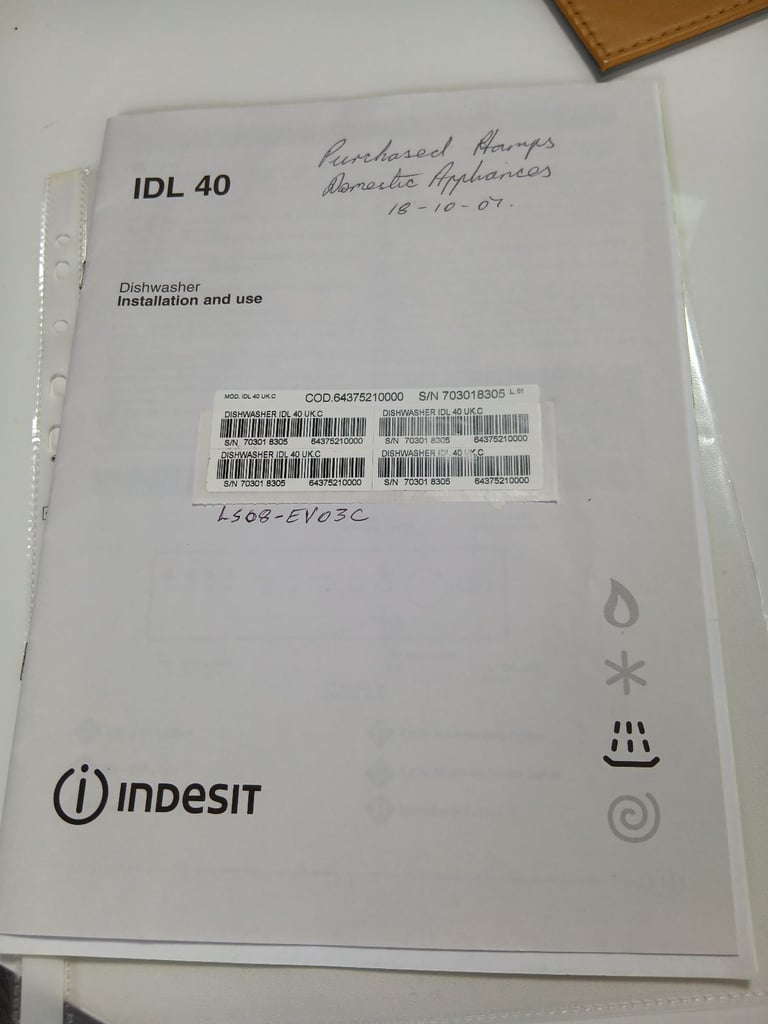 Purchased Hamps
Domestic Appliances
18-10-07.
IDL 40
Dishwasher
Installation and use
MOD. IDL 40 UK.C COD.64375210000 S/N 703018305 L 01
DISHWASHER IDL 40 UK.C DISHWASHER IDL 40 UK.C
S/N 70301 8305 64375210000 S/N 70301 8305 64375210000
DISHWASHER IDL 40 UK.C DISHWASHER IDL 40 UK.C
S/N 70301 8305 64375210000 S/N 70301 8305 64375210000
LS08-EV03C
i INDESIT